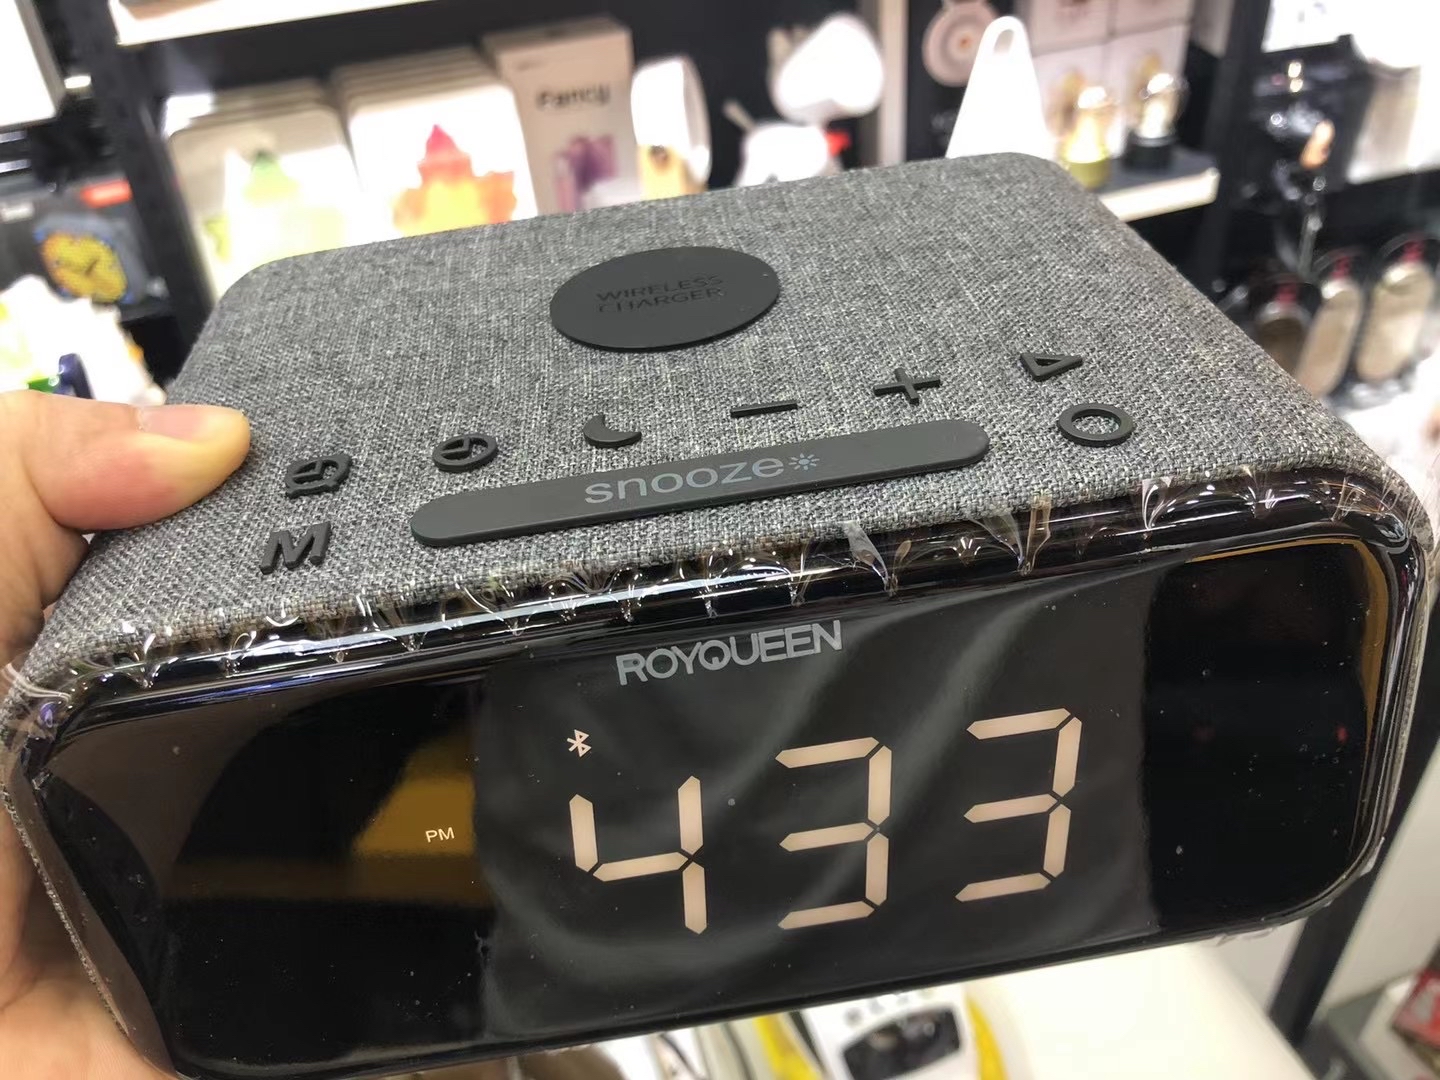 Fancy
WIRELESS
CHARGER
snooze
M
ROYQUEEN
PM
433